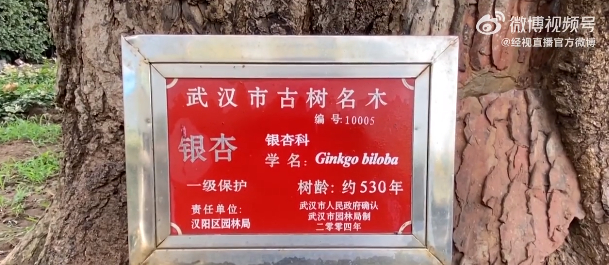 微博视频号
@经视直播官方微博
武汉市古树名木
编号:10005
银杏
银杏科
学名: Ginkgo biloba
一级保护
树龄: 约530年
责任单位:
汉阳区园林局
武汉市人民政府确认
武汉市园林局制
二零零四年